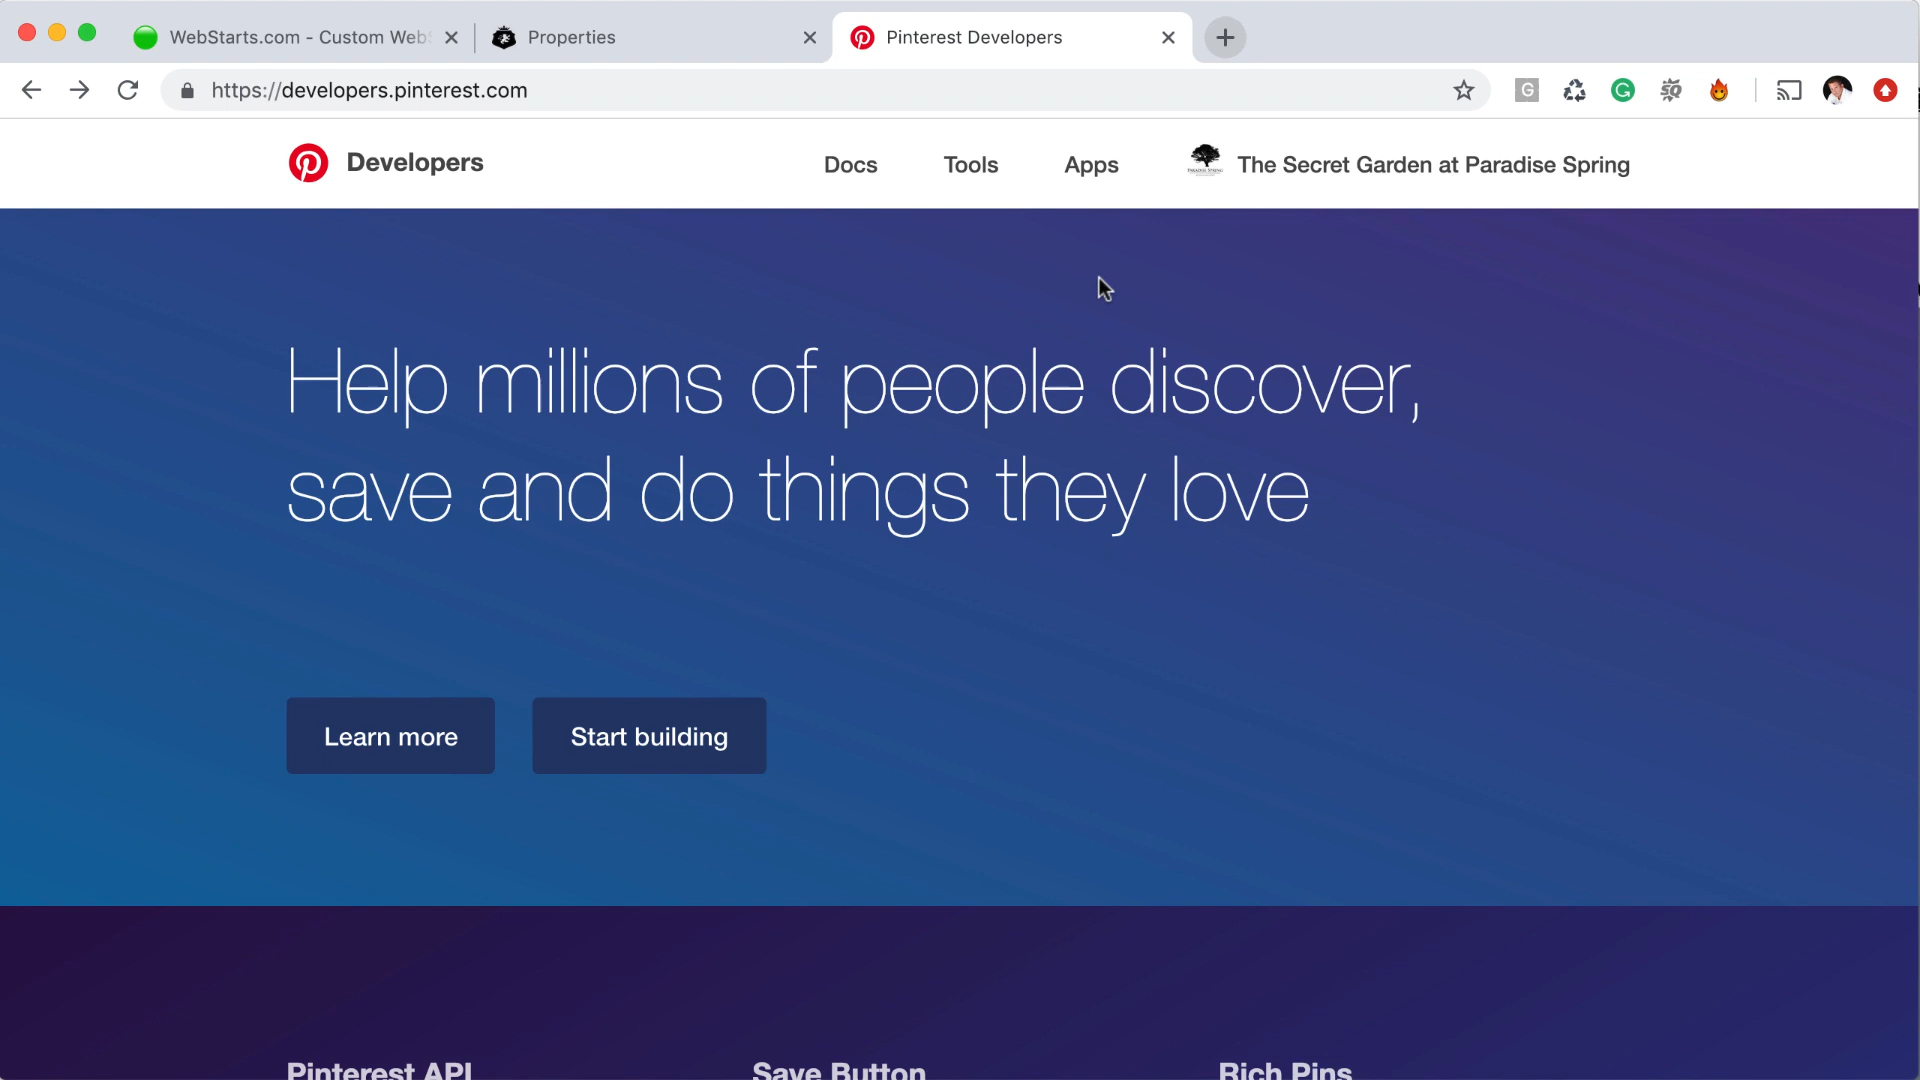 WebStarts.com - Custom Web
Properties
Pinterest Developers
https://developers.pinterest.com
Developers
Docs
Tools
Apps
PARADISE SPRING
The Secret Garden at Paradise Spring
Help millions of people discover,
save and do things they love
Learn more
Start building
Pinterest API
Save Button
Rich Pins